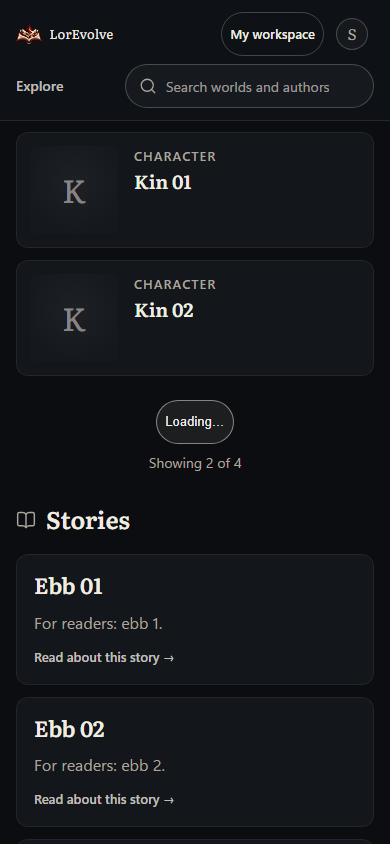 LorEvolve
My workspace
S
Explore
Search worlds and authors
K
CHARACTER
Kin 01
K
CHARACTER
Kin 02
Loading...
Showing 2 of 4
Stories
Ebb 01
For readers: ebb 1.
Read about this story →
Ebb 02
For readers: ebb 2.
Read about this story →